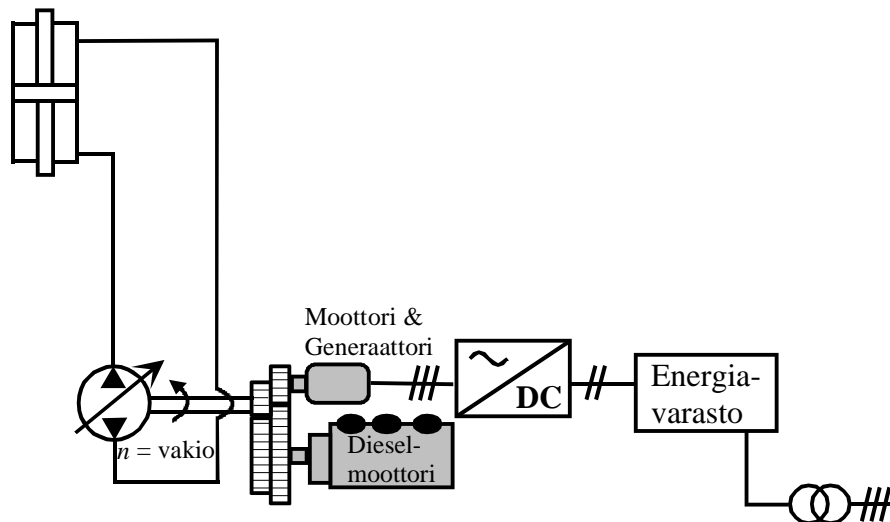 Moottori &
Generaattori
DC
Energia-
varasto
n = vakio
Diesel-
moottori